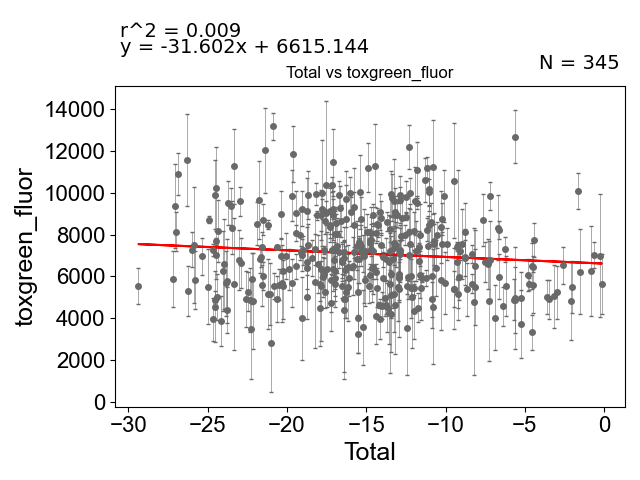 r^2 = 0.009
y = -31.602x + 6615.144
N = 345
Total vs toxgreen_fluor
14000
12000
10000
8000
6000
4000
2000
0
toxgreen_fluor
−30 −25 −20 −15 −10 −5 0
Total